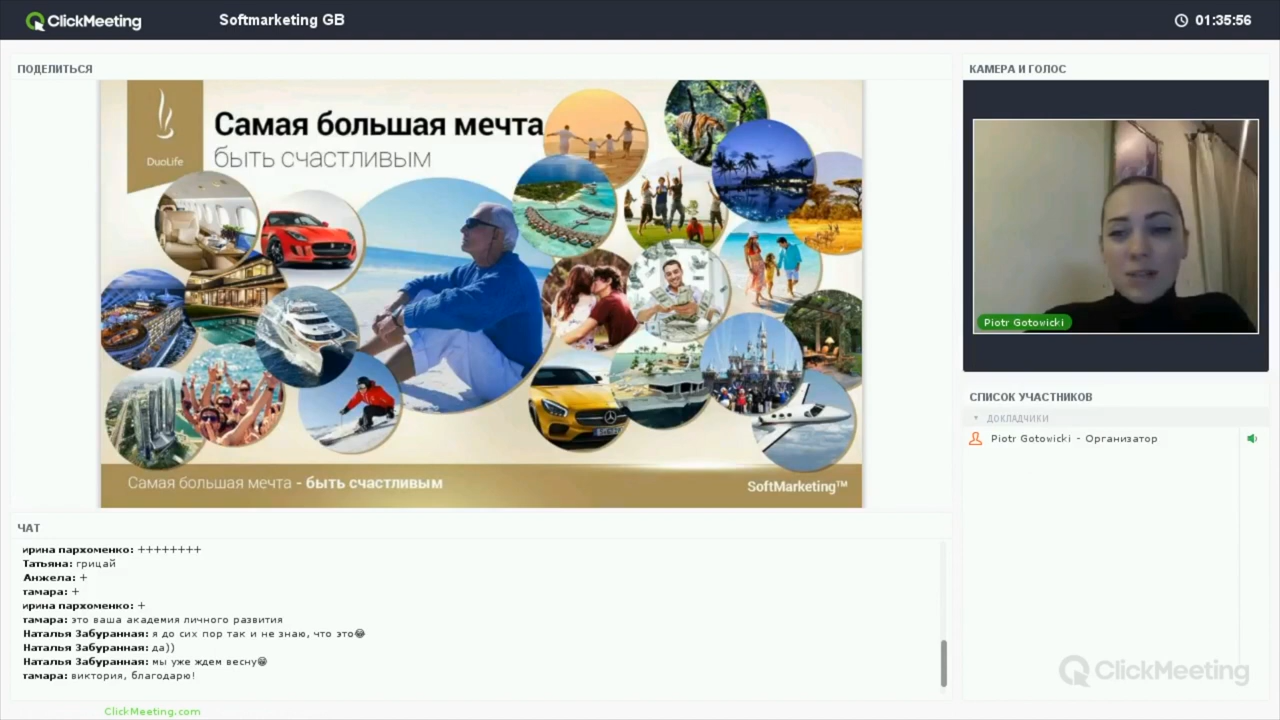 ClickMeeting
Softmarketing GB
01:35:56
ПОДЕЛИТЬСЯ
КАМЕРА И ГОЛОС
DuoLife
Самая большая мечта
быть счастливым
Самая большая мечта - быть счастливым
SoftMarketing™
Piotr Gotowicki
СПИСОК УЧАСТНИКОВ
ДОКЛАДЧИКИ
Piotr Gotowicki - Организатор
ЧАТ
ирина пархоменко: ++++++++
Татьяна: грицай
Анжела: +
тамара: +
ирина пархоменко: +
тамара: это ваша академия личного развития
Наталья Забуранная: я до сих пор так и не знаю, что это😂
Наталья Забуранная: да))
Наталья Забуранная: мы уже ждем весну😁
тамара: виктория, благодарю!
ClickMeeting
ClickMeeting.com